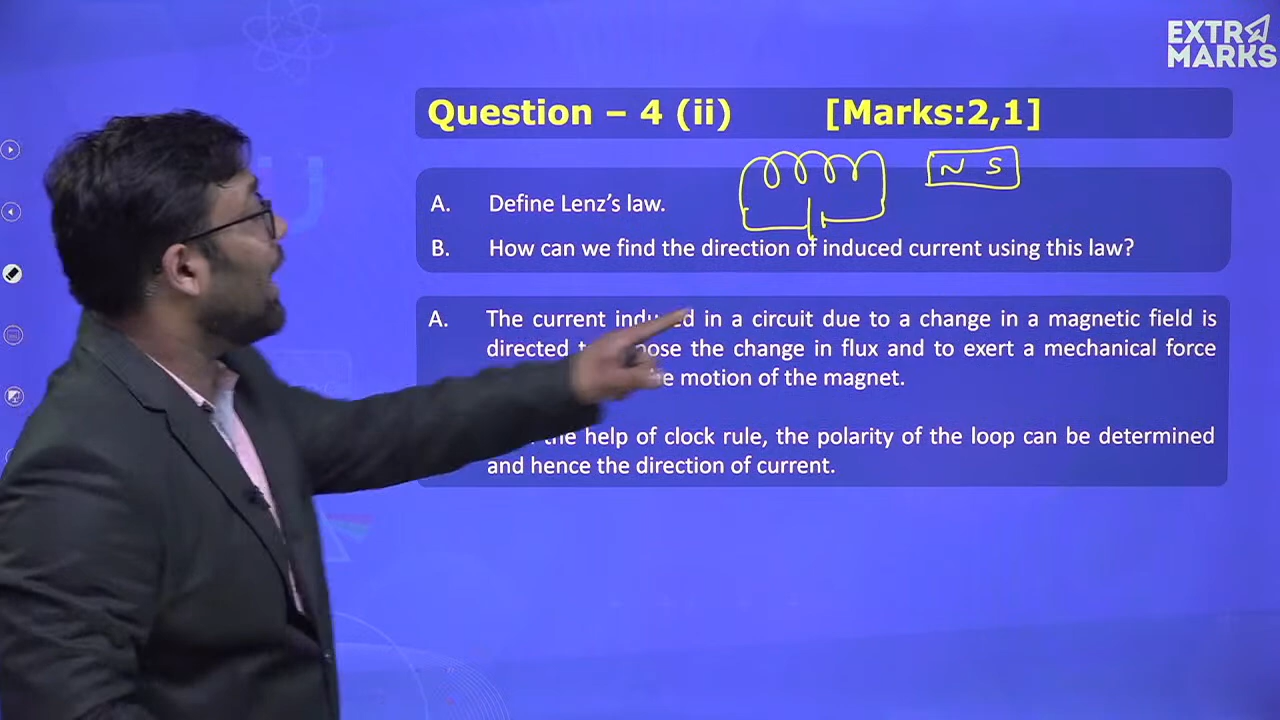 EXTRA
MARKS
Question – 4 (ii) [Marks:2,1]
N S
A. Define Lenz's law.
B. How can we find the direction of induced current using this law?
A. The current induced in a circuit due to a change in a magnetic field is
directed the change in flux and to exert a mechanical force
motion of the magnet.
the help of clock rule, the polarity of the loop can be determined
and hence the direction of current.